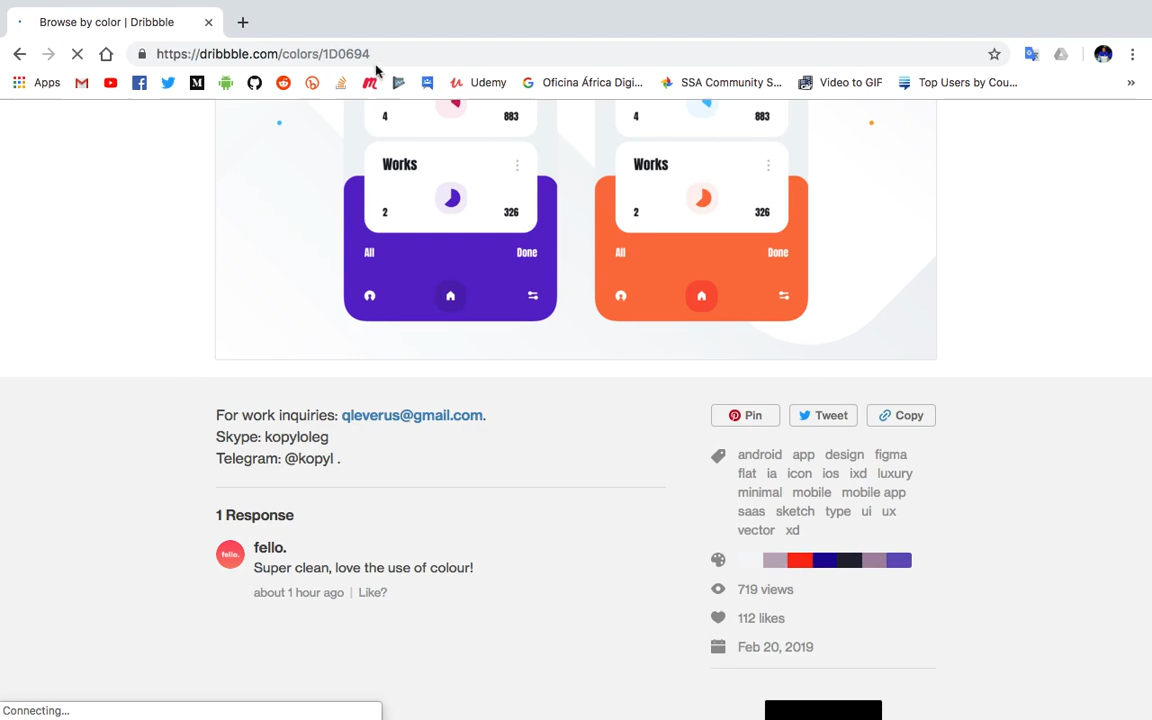 Browse by color | Dribbble
https://dribbble.com/colors/1D0694
Apps
Udemy
Oficina África Digi...
SSA Community S...
Video to GIF
Top Users by Cou...
»
4 883 4 883
Works Works
2 326 2 326
All Done All Done
For work inquiries: qleverus@gmail.com.
Skype: kopyloleg
Telegram: @kopyl .
1 Response
fello.
fello.
Super clean, love the use of colour!
about 1 hour ago | Like?
Pin Tweet Copy
android app design figma
flat ia icon ios ixd luxury
minimal mobile mobile app
saas sketch type ui ux
vector xd
719 views
112 likes
Feb 20, 2019
Connecting...